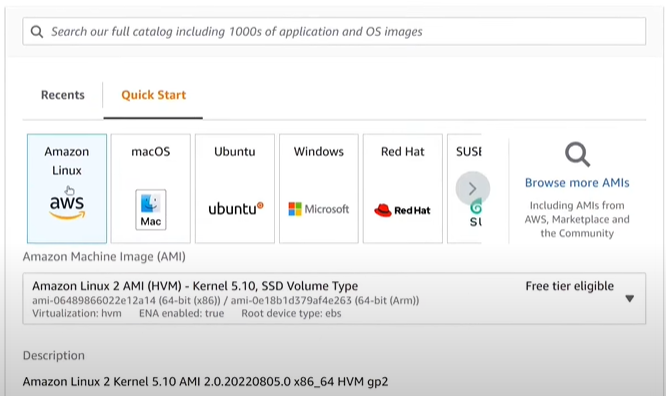 Search our full catalog including 1000s of application and OS images
Recents
Quick Start
Amazon
Linux
aws
macOS
Mac
Ubuntu
ubuntu
Windows
Microsoft
Red Hat
Red Hat
SUSE
SU
Browse more AMIs
Including AMIs from
AWS, Marketplace and
the Community
Amazon Machine Image (AMI)
Amazon Linux 2 AMI (HVM) - Kernel 5.10, SSD Volume Type
Free tier eligible
ami-06489866022e12a14 (64-bit (x86)) / ami-0e18b1d379af4e263 (64-bit (Arm))
Virtualization: hvm ENA enabled: true Root device type: ebs
Description
Amazon Linux 2 Kernel 5.10 AMI 2.0.20220805.0 x86_64 HVM gp2